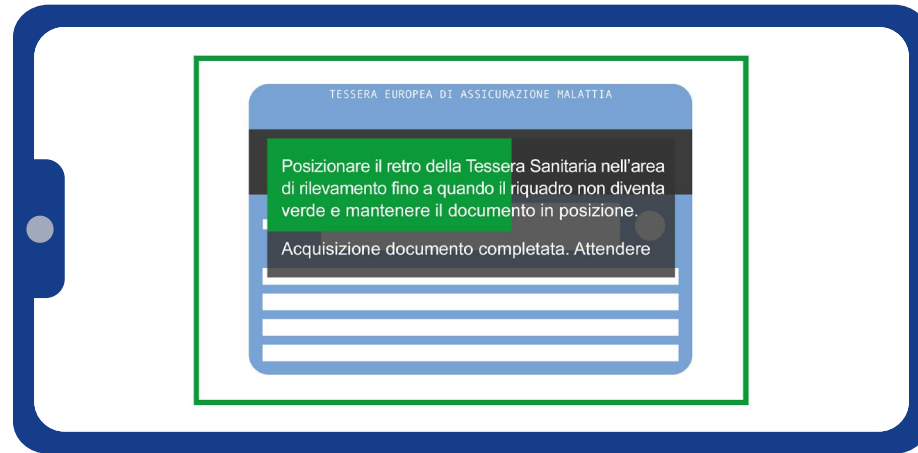 TESSERA EUROPEA DI ASSICURAZIONE MALATTIA
Posizionare il retro della Tessera Sanitaria nell'area
di rilevamento fino a quando il riquadro non diventa
verde e mantenere il documento in posizione.
Acquisizione documento completata. Attendere